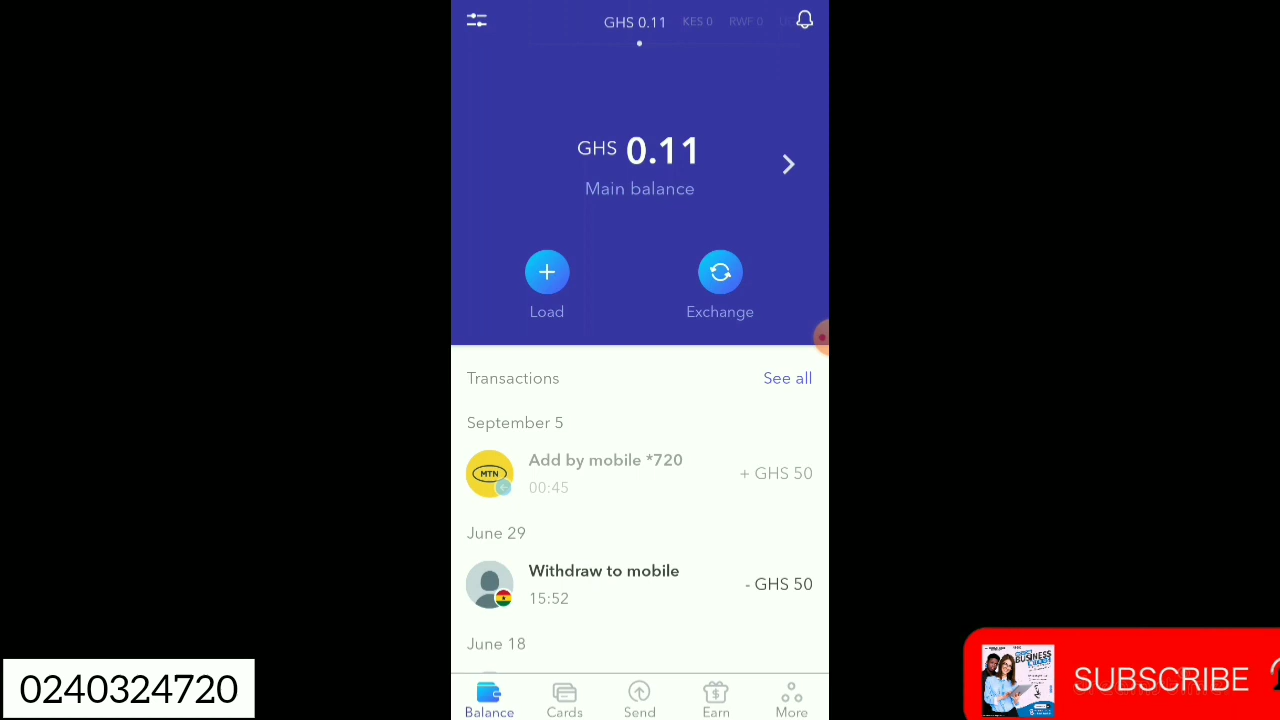 GHS 0.11 KES 0 RWF 0
GHS 0.11
Main balance
Load
Exchange
Transactions
See all
September 5
MTN
Add by mobile *720
00:45
+ GHS 50
June 29
Withdraw to mobile
15:52
- GHS 50
June 18
Balance
Cards
Send
Earn
More
0240324720
BUSINESS
SUBSCRIBE